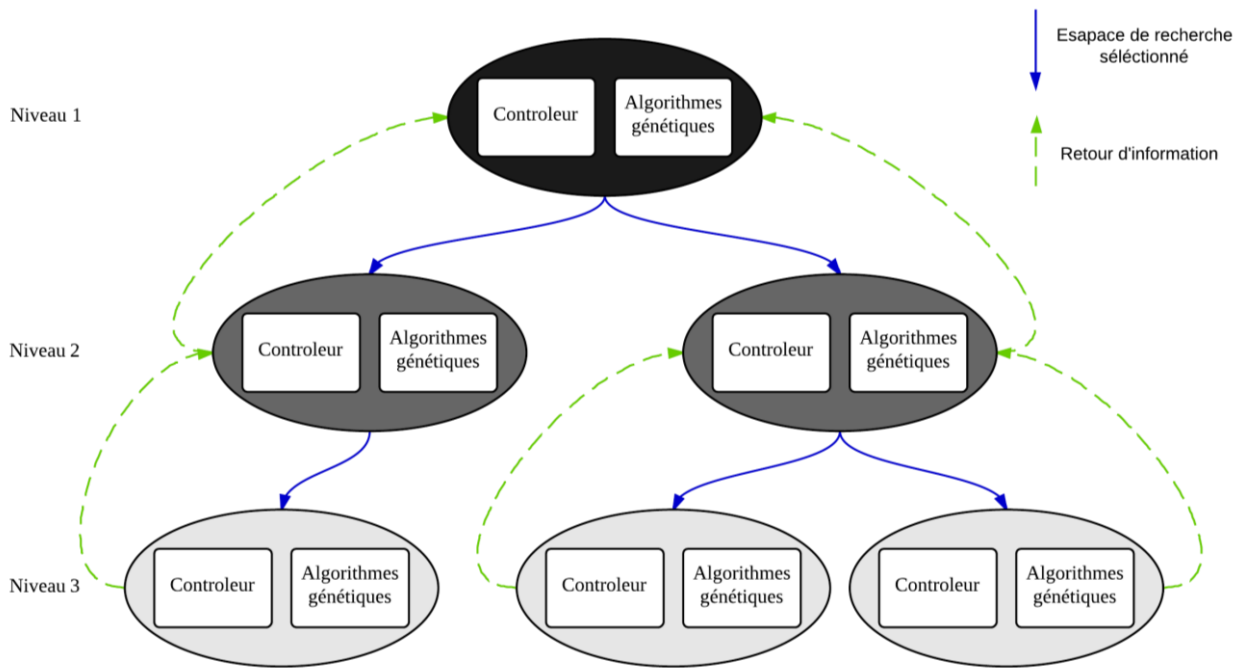 Esapace de recherche
séléctionné
Niveau 1
Controleur
Algorithmes
génétiques
Retour d'information
Niveau 2
Controleur
Algorithmes
génétiques
Controleur
Algorithmes
génétiques
Niveau 3
Controleur
Algorithmes
génétiques
Controleur
Algorithmes
génétiques
Controleur
Algorithmes
génétiques